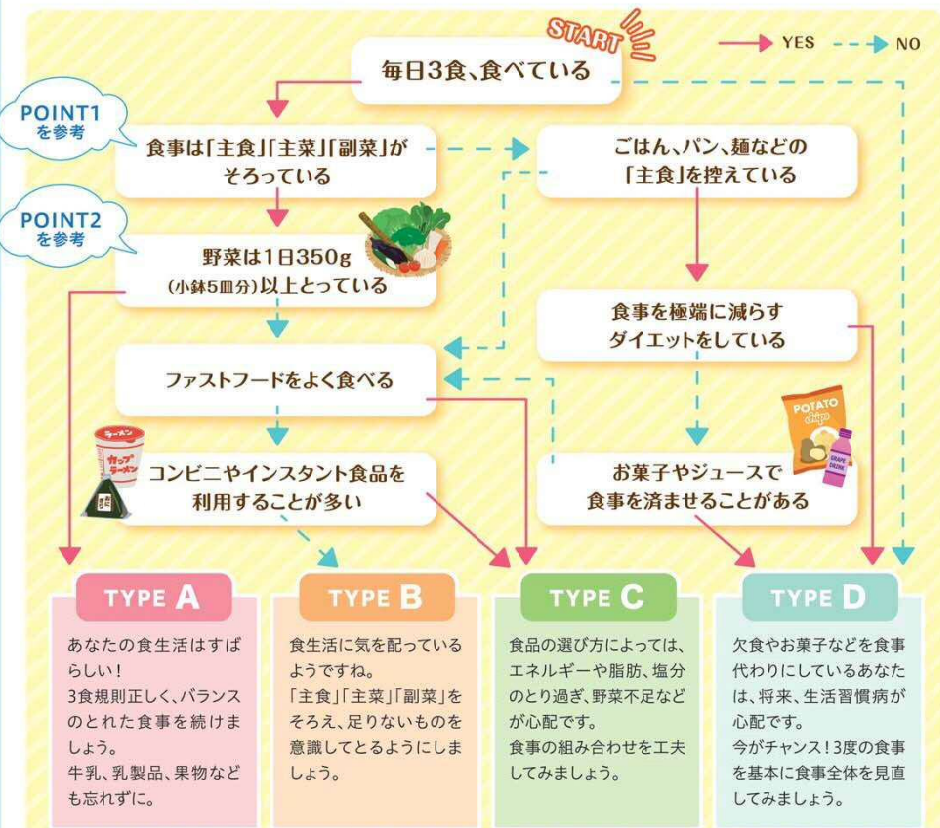 START
YES
NO
毎日3食、食べている
POINT1
を参考
食事は「主食」「主菜」「副菜」が
そろっている
ごはん、パン、麺などの
「主食」を控えている
POINT2
を参考
野菜は1日350g
(小鉢5皿分)以上とっている
食事を極端に減らす
ダイエットをしている
ファストフードをよく食べる
POTATO
chips
GRAPE
DRINK
ラーメン
カップ
ラーメン
コンビニやインスタント食品を
利用することが多い
お菓子やジュースで
食事を済ませることがある
TYPE A
あなたの食生活はすば
らしい!
3食規則正しく、バランス
のとれた食事を続けま
しょう。
牛乳、乳製品、果物など
も忘れずに。
TYPE B
食生活に気を配っている
ようですね。
「主食」「主菜」「副菜」を
そろえ、足りないものを
意識してとるようにしま
しょう。
TYPE C
食品の選び方によっては、
エネルギーや脂肪、塩分
のとり過ぎ、野菜不足など
が心配です。
食事の組み合わせを工夫
してみましょう。
TYPE D
欠食やお菓子などを食事
代わりにしているあなた
は、将来、生活習慣病が
心配です。
今がチャンス!3度の食事
を基本に食事全体を見直
してみましょう。